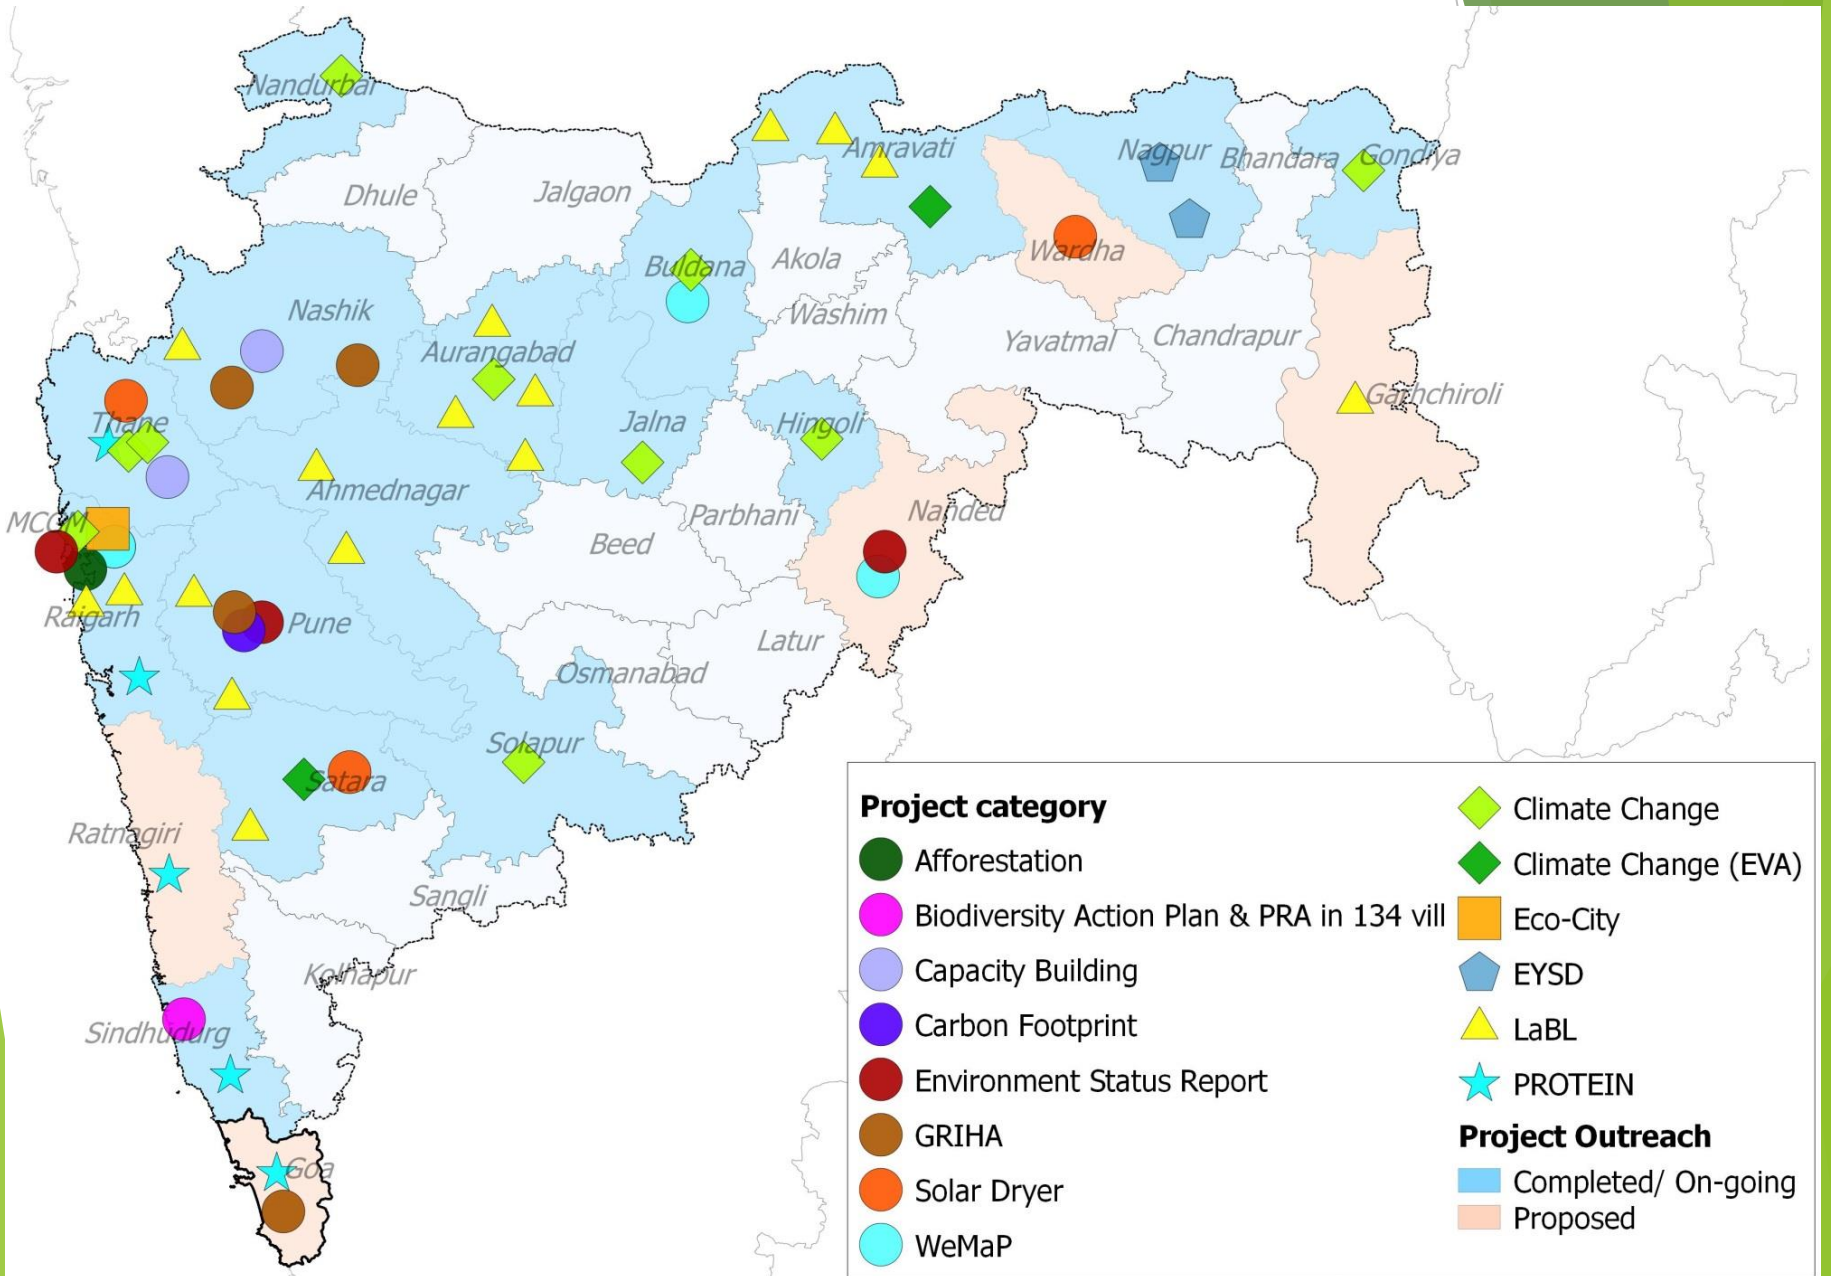 Nandurbar
Dhule
Jalgaon
Amravati
Nagpur
Bhandara
Gondiya
Wardha
Buldana
Akola
Washim
Yavatmal
Chandrapur
Nashik
Aurangabad
Thane
Jalna
Hingoli
Garhchiroli
Ahmednagar
Parbhani
Nanded
MCGM
Beed
Raigarh
Pune
Latur
Osmanabad
Solapur
Satara
Ratnagiri
Sangli
Kolhapur
Sindhudurg
Goa
Project category
Afforestation
Biodiversity Action Plan & PRA in 134 vill
Capacity Building
Carbon Footprint
Environment Status Report
GRIHA
Solar Dryer
WeMaP
Climate Change
Climate Change (EVA)
Eco-City
EYSD
LaBL
PROTEIN
Project Outreach
Completed/ On-going
Proposed